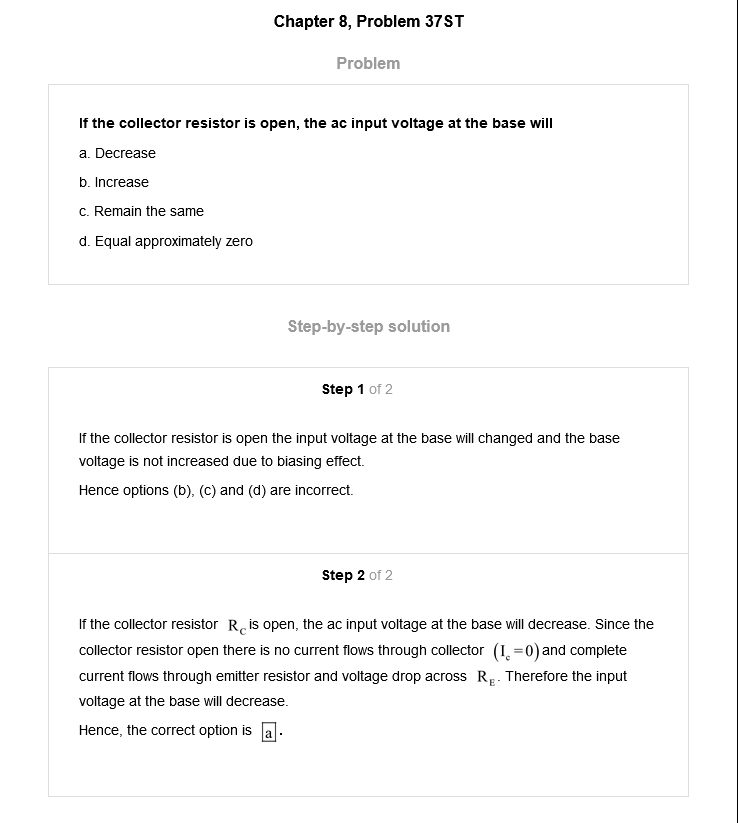 Chapter 8, Problem 37ST
Problem
If the collector resistor is open, the ac input voltage at the base will
a. Decrease
b. Increase
c. Remain the same
d. Equal approximately zero
Step-by-step solution
Step 1 of 2
If the collector resistor is open the input voltage at the base will changed and the base
voltage is not increased due to biasing effect.
Hence options (b), (c) and (d) are incorrect.
Step 2 of 2
If the collector resistor R_C is open, the ac input voltage at the base will decrease. Since the
collector resistor open there is no current flows through collector (I_c=0) and complete
current flows through emitter resistor and voltage drop across R_E. Therefore the input
voltage at the base will decrease.
Hence, the correct option is a.